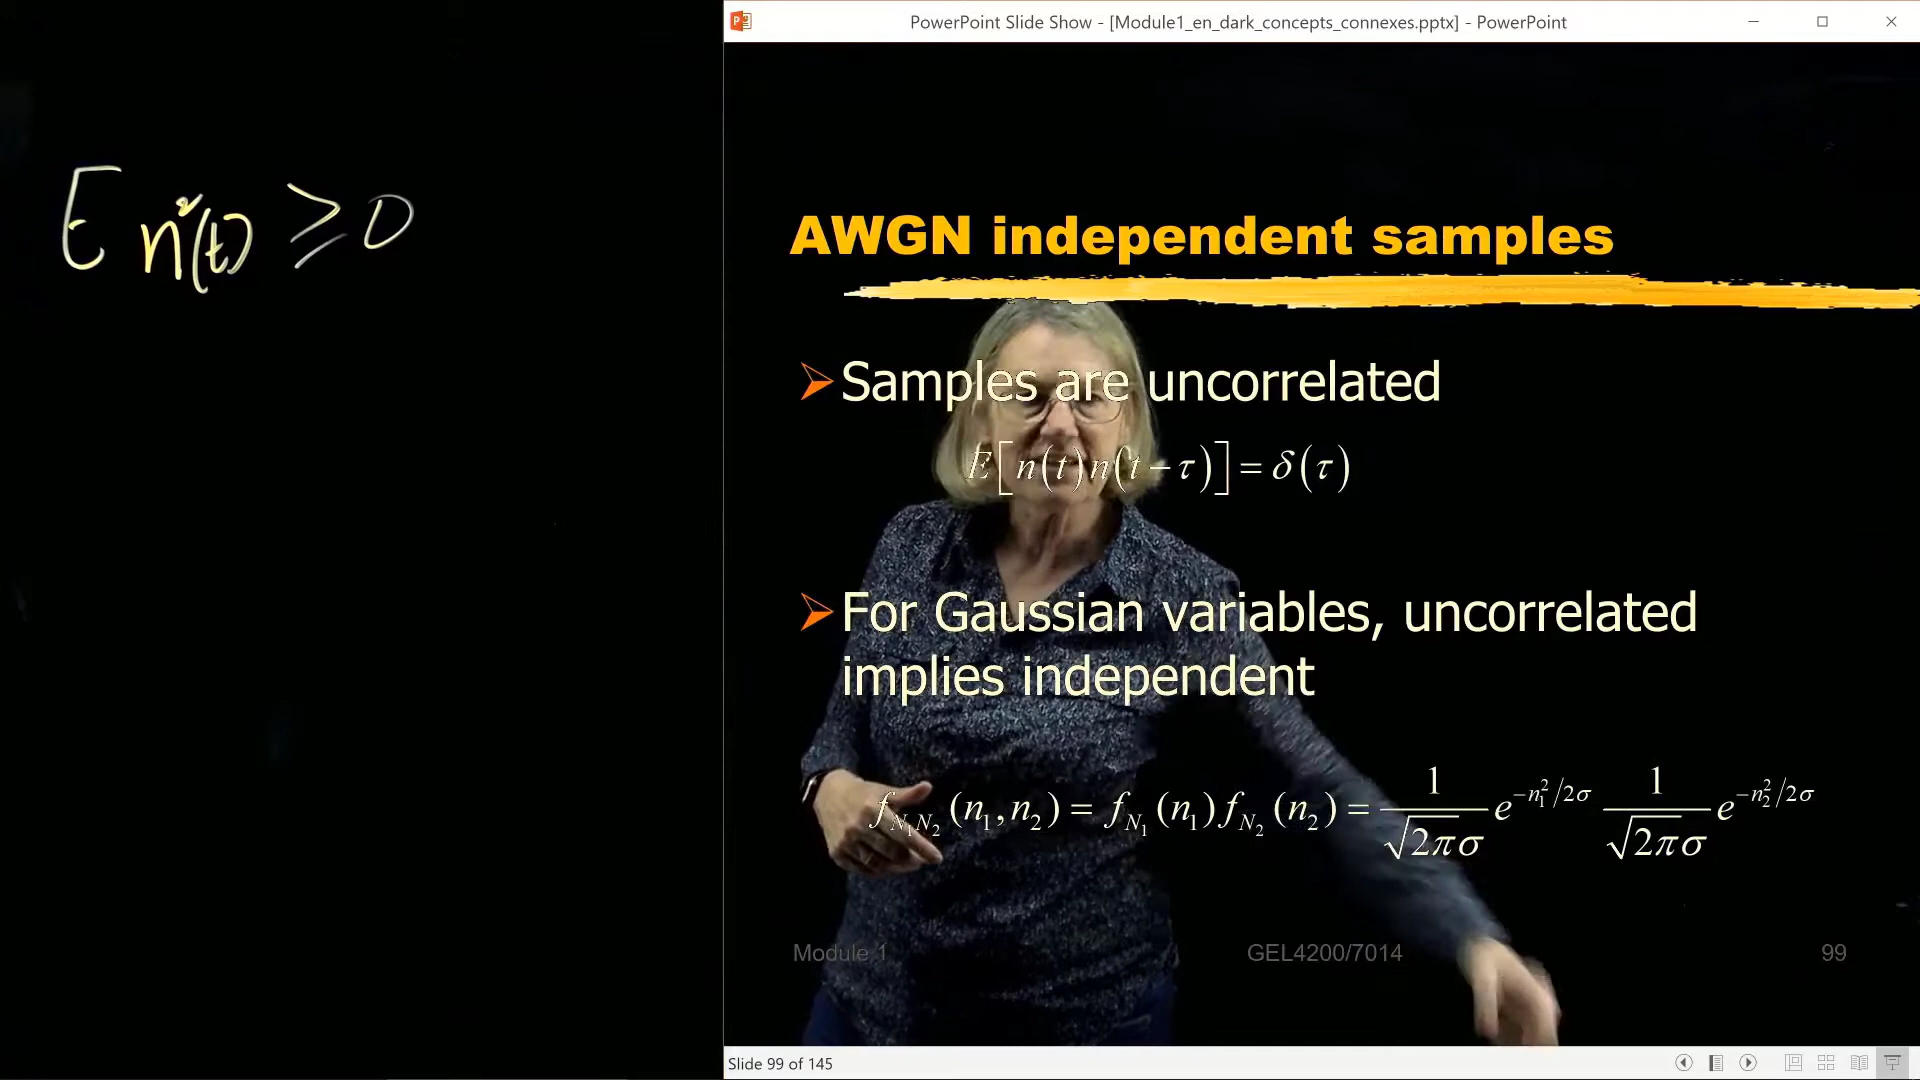 PowerPoint Slide Show - [Module1_en_dark_concepts_connexes.pptx] - PowerPoint
E n²(t) ≥ 0
AWGN independent samples
Samples are uncorrelated
E[n(t)n(t−τ)] = δ(τ)
For Gaussian variables, uncorrelated
implies independent
f_{N₁N₂}(n₁,n₂) = f_{N₁}(n₁) f_{N₂}(n₂) = 1/(√2π σ) e^{−n₁²/2σ} 1/(√2π σ) e^{−n₂²/2σ}
Module 1 GEL4200/7014 99
Slide 99 of 145